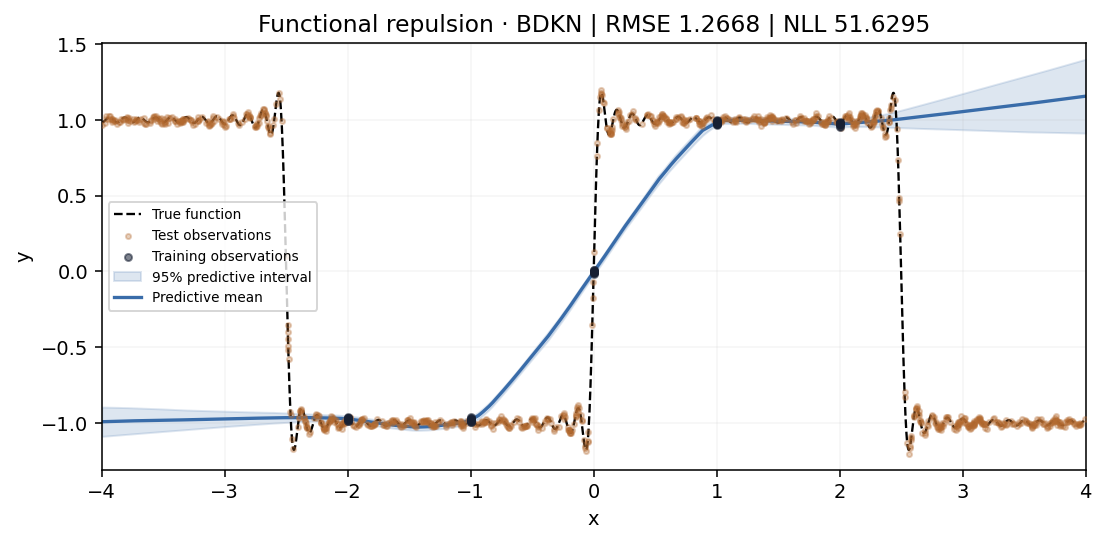 Functional repulsion · BDKN | RMSE 1.2668 | NLL 51.6295
1.5
1.0
0.5
0.0
−0.5
−1.0
y
True function
Test observations
Training observations
95% predictive interval
Predictive mean
−4
−3
−2
−1
0
1
2
3
4
x